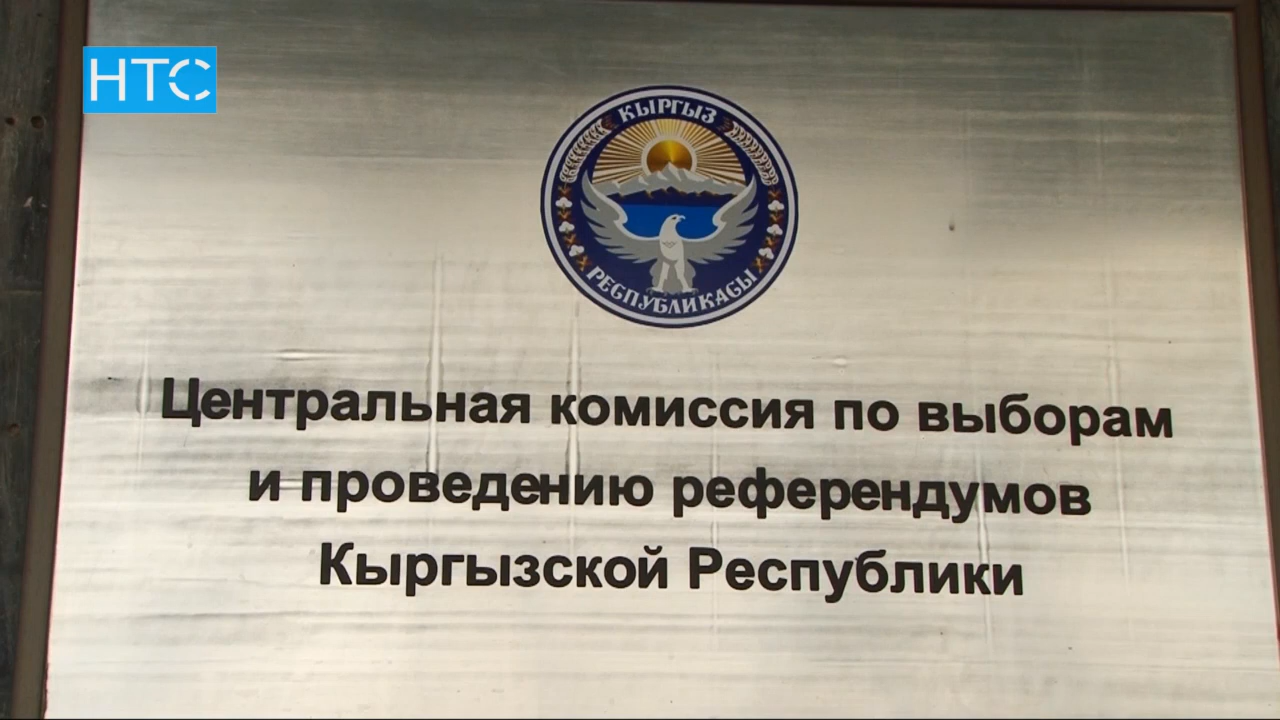 НТС
КЫРГЫЗ
РЕСПУБЛИКАСЫ
Центральная комиссия по выборам
и проведению референдумов
Кыргызской Республики